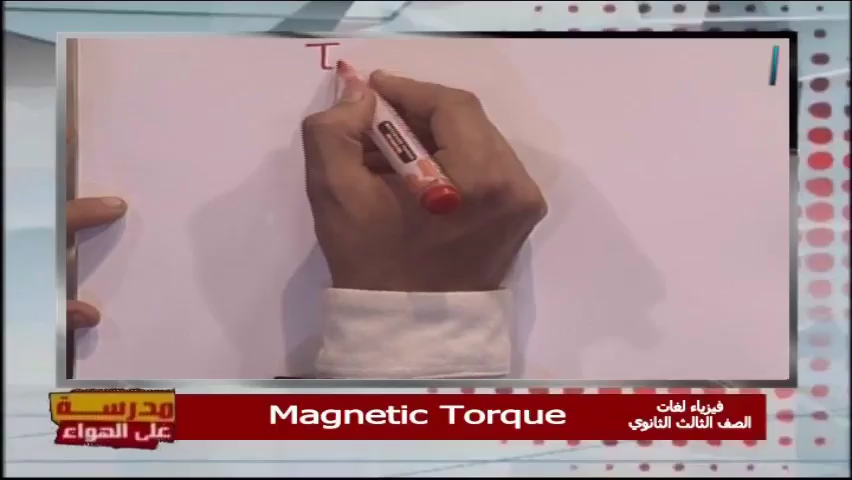 T
مدرسة
على الهواء
Magnetic Torque
فيزياء لغات
الصف الثالث الثانوي